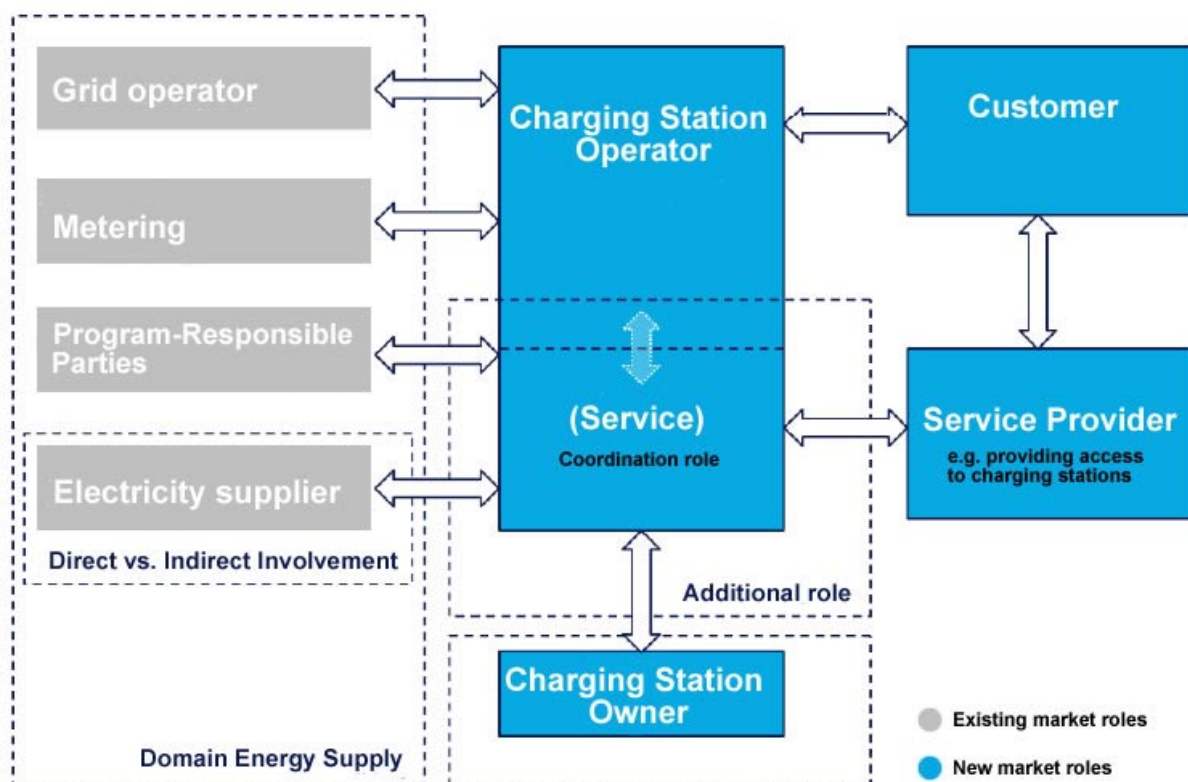 Grid operator
Metering
Program-Responsible
Parties
Electricity supplier
Direct vs. Indirect Involvement
Domain Energy Supply
Charging Station
Operator
(Service)
Coordination role
Additional role
Charging Station
Owner
Customer
Service Provider
e.g. providing access
to charging stations
Existing market roles
New market roles